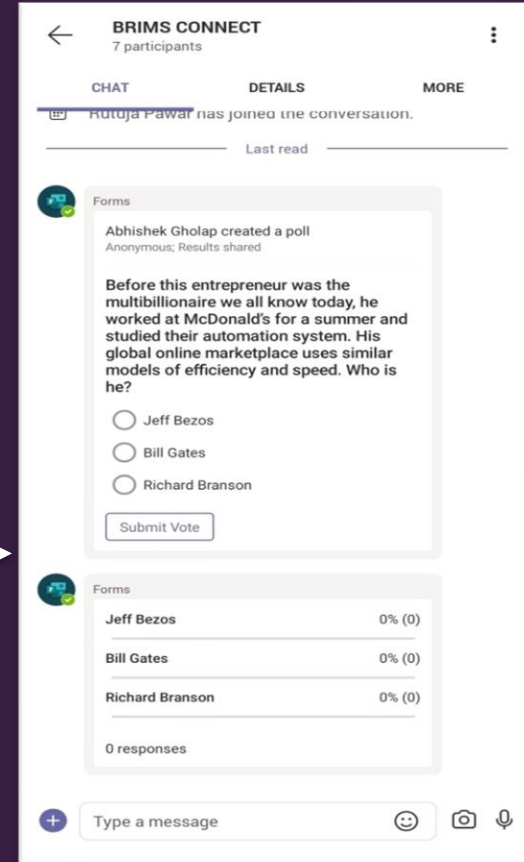 BRIMS CONNECT
7 participants
CHAT DETAILS MORE
Rutuja Pawar has joined the conversation.
Last read
Forms
Abhishek Gholap created a poll
Anonymous; Results shared
Before this entrepreneur was the
multibillionaire we all know today, he
worked at McDonald's for a summer and
studied their automation system. His
global online marketplace uses similar
models of efficiency and speed. Who is
he?
Jeff Bezos
Bill Gates
Richard Branson
Submit Vote
Forms
Jeff Bezos 0% (0)
Bill Gates 0% (0)
Richard Branson 0% (0)
0 responses
Type a message